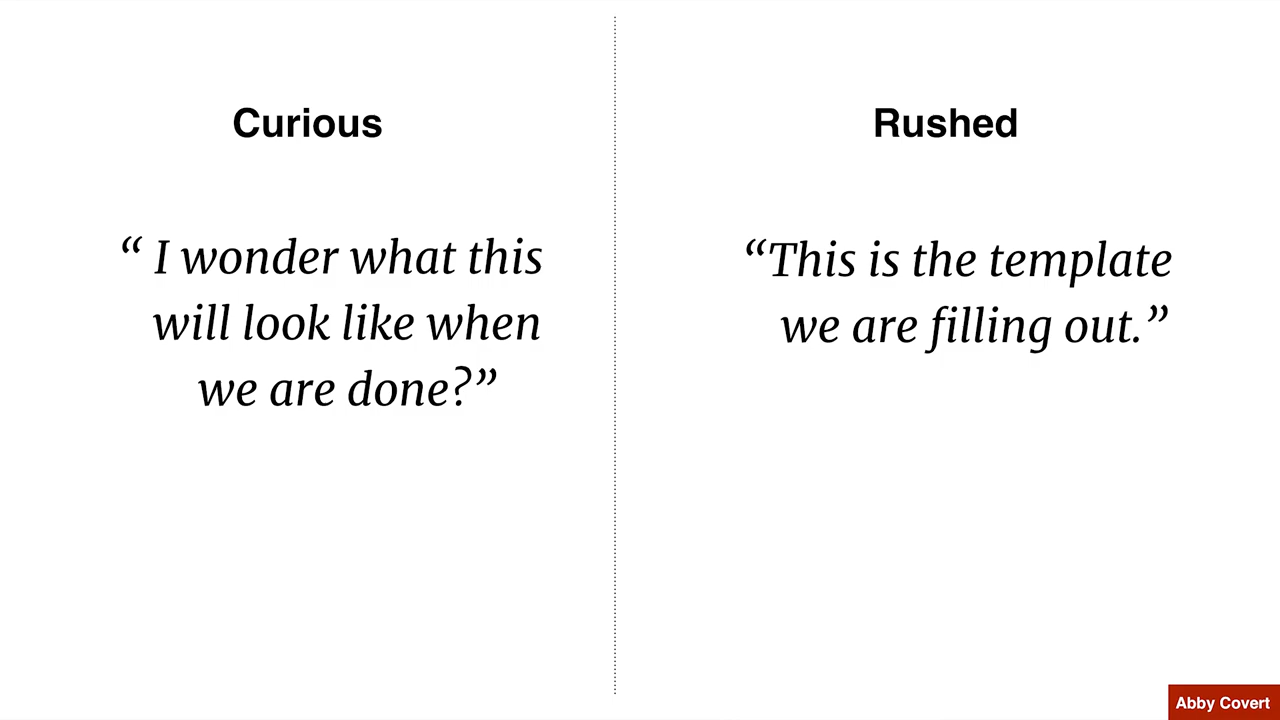 Curious
“ I wonder what this
will look like when
we are done?”
Rushed
“This is the template
we are filling out.”
Abby Covert